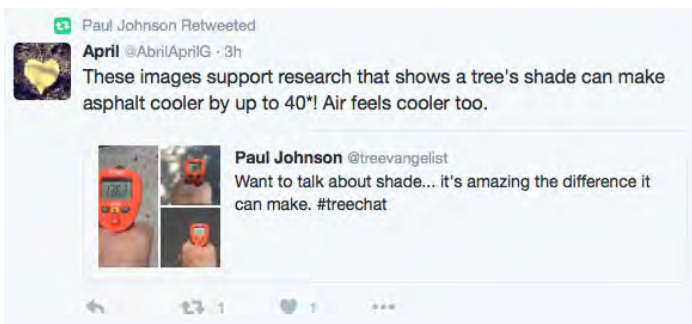 Paul Johnson Retweeted
April @AbrilAprilG · 3h
These images support research that shows a tree's shade can make
asphalt cooler by up to 40*! Air feels cooler too.
Paul Johnson @treevangelist
Want to talk about shade... it's amazing the difference it
can make. #treechat
1 1